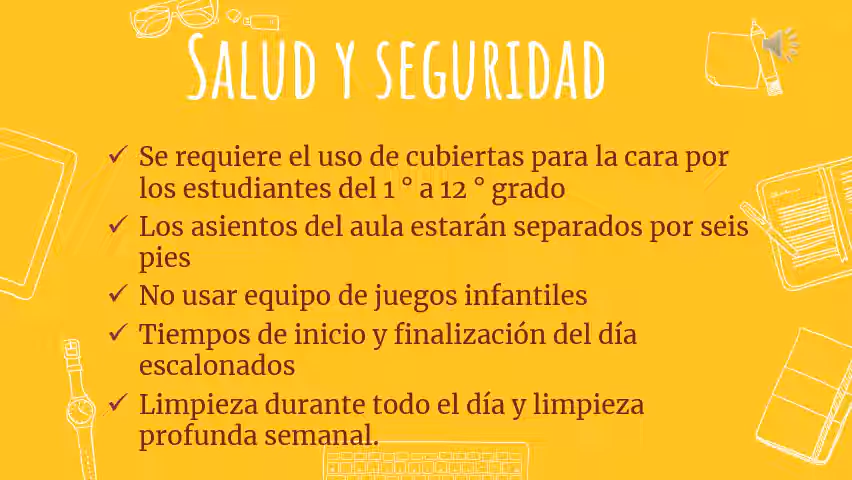 Salud y seguridad
✓ Se requiere el uso de cubiertas para la cara por
los estudiantes del 1 ° a 12 ° grado
✓ Los asientos del aula estarán separados por seis
pies
✓ No usar equipo de juegos infantiles
✓ Tiempos de inicio y finalización del día
escalonados
✓ Limpieza durante todo el día y limpieza
profunda semanal.